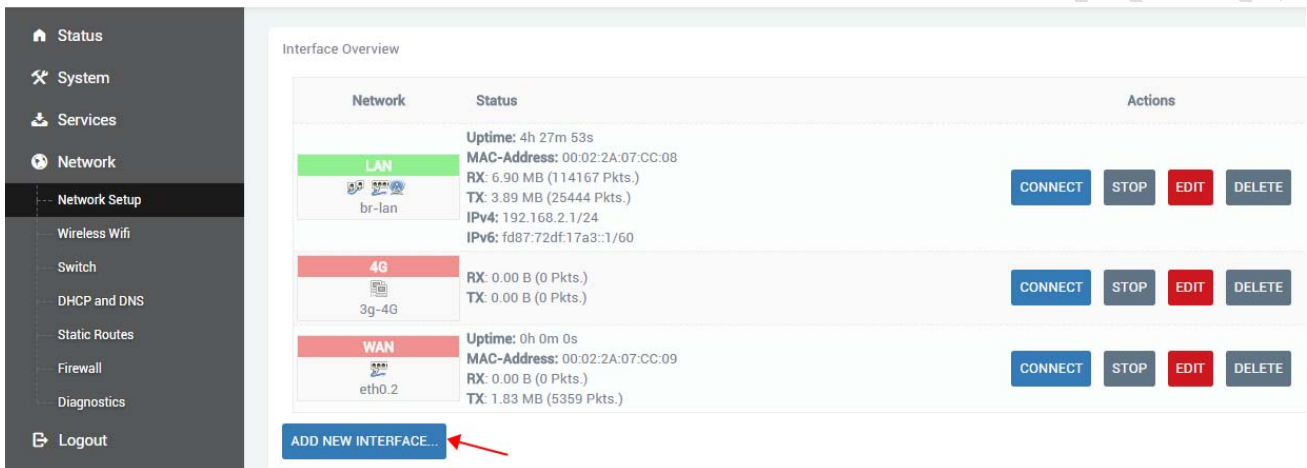 Status
System
Services
Network
Network Setup
Wireless Wifi
Switch
DHCP and DNS
Static Routes
Firewall
Diagnostics
Logout
Interface Overview
Network Status Actions
LAN
br-lan
Uptime: 4h 27m 53s
MAC-Address: 00:02:2A:07:CC:08
RX: 6.90 MB (114167 Pkts.)
TX: 3.89 MB (25444 Pkts.)
IPv4: 192.168.2.1/24
IPv6: fd87:72df:17a3::1/60
CONNECT STOP EDIT DELETE
4G
3g-4G
RX: 0.00 B (0 Pkts.)
TX: 0.00 B (0 Pkts.)
CONNECT STOP EDIT DELETE
WAN
eth0.2
Uptime: 0h 0m 0s
MAC-Address: 00:02:2A:07:CC:09
RX: 0.00 B (0 Pkts.)
TX: 1.83 MB (5359 Pkts.)
CONNECT STOP EDIT DELETE
ADD NEW INTERFACE...